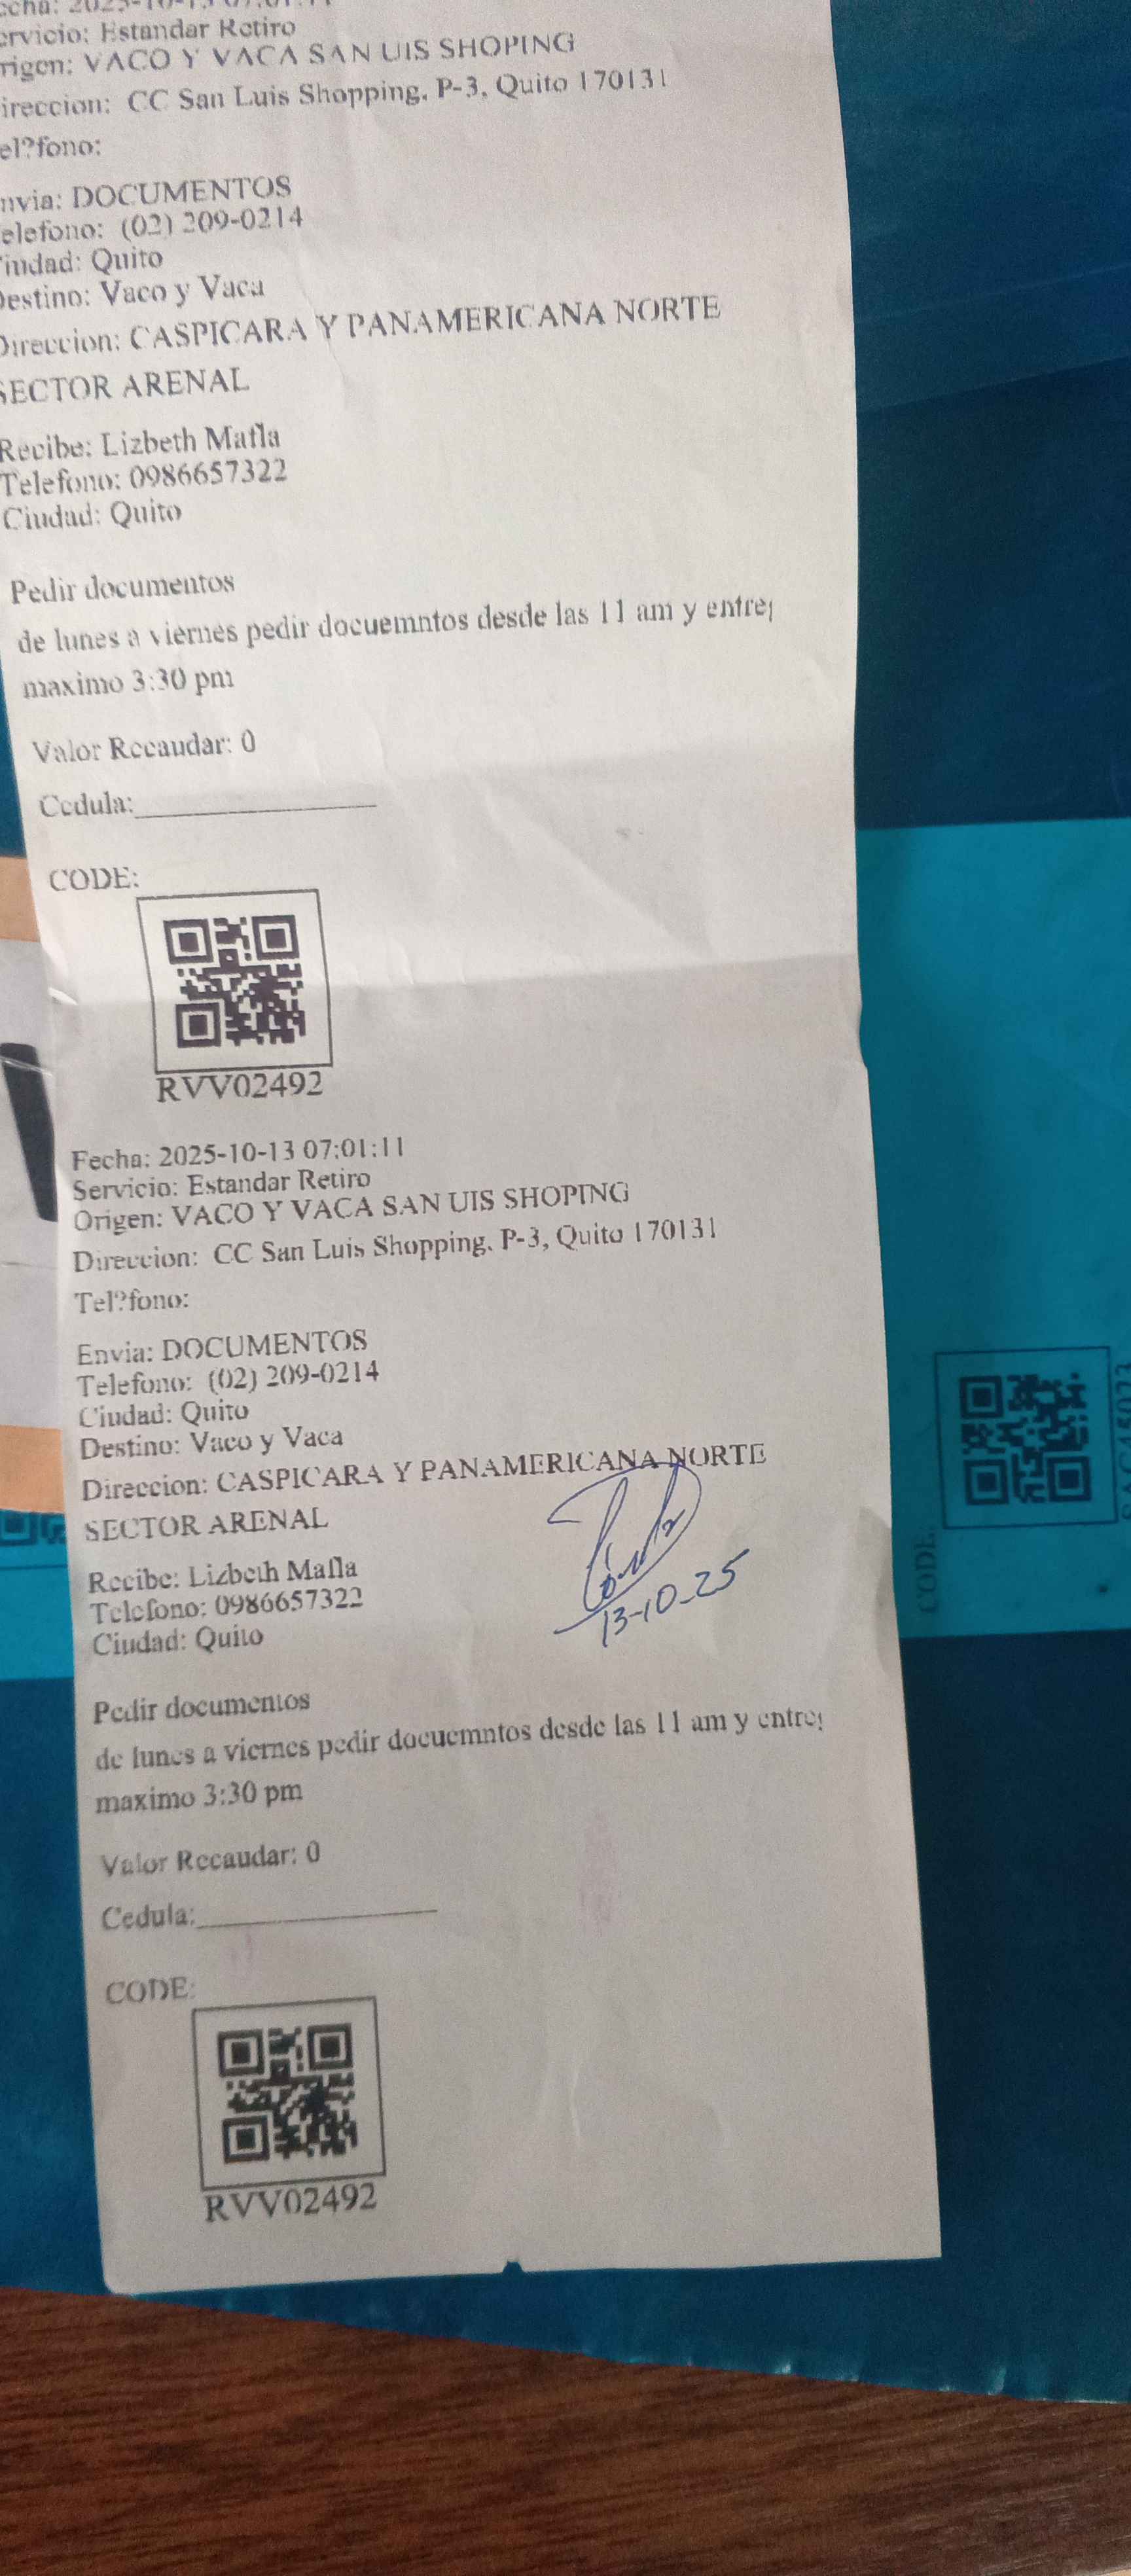 echa: 2025-10-13 07:01:11
ervicio: Estandar Retiro
rigen: VACO Y VACA SAN UIS SHOPING
ireccion: CC San Luis Shopping, P-3, Quito 170131
el?fono:
nvia: DOCUMENTOS
elefono: (02) 209-0214
iudad: Quito
Destino: Vaco y Vaca
Direccion: CASPICARA Y PANAMERICANA NORTE
SECTOR ARENAL
Recibe: Lizbeth Mafla
Telefono: 0986657322
Ciudad: Quito
Pedir documentos
de lunes a viernes pedir docuemntos desde las 11 am y entreg
maximo 3:30 pm
Valor Recaudar: 0
Cedula:
CODE:
RVV02492
Fecha: 2025-10-13 07:01:11
Servicio: Estandar Retiro
Origen: VACO Y VACA SAN UIS SHOPING
Direccion: CC San Luis Shopping, P-3, Quito 170131
Tel?fono:
Envia: DOCUMENTOS
Telefono: (02) 209-0214
Ciudad: Quito
Destino: Vaco y Vaca
Direccion: CASPICARA Y PANAMERICANA NORTE
SECTOR ARENAL
Recibe: Lizbeth Mafla
Telefono: 0986657322
Ciudad: Quito
13-10-25
Pedir documentos
de lunes a viernes pedir docuemntos desde las 11 am y entreg
maximo 3:30 pm
Valor Recaudar: 0
Cedula:
CODE:
RVV02492
CODE: